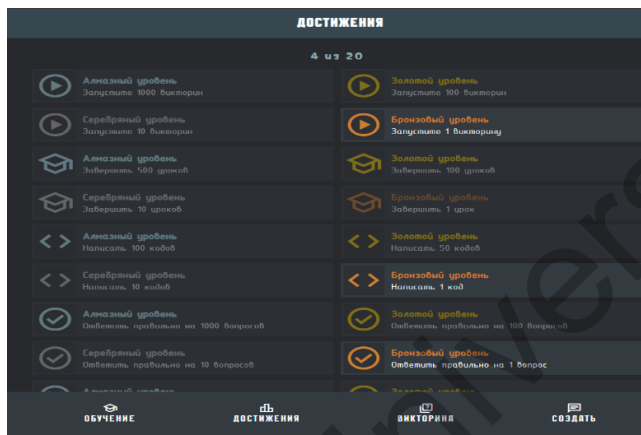 ДОСТИЖЕНИЯ
4 из 20
Алмазный уровень
Запустите 1000 викторин
Золотой уровень
Запустите 100 викторин
Серебряный уровень
Запустите 10 викторин
Бронзовый уровень
Запустите 1 викторину
Алмазный уровень
Завершить 500 уроков
Золотой уровень
Завершить 100 уроков
Серебряный уровень
Завершить 10 уроков
Бронзовый уровень
Завершить 1 урок
Алмазный уровень
Написать 100 кодов
Золотой уровень
Написать 50 кодов
Серебряный уровень
Написать 10 кодов
Бронзовый уровень
Написать 1 код
Алмазный уровень
Ответить правильно на 1000 вопросов
Золотой уровень
Ответить правильно на 100 вопросов
Серебряный уровень
Ответить правильно на 10 вопросов
Бронзовый уровень
Ответить правильно на 1 вопрос
Алмазный уровень
Золотой уровень
ОБУЧЕНИЕ
ДОСТИЖЕНИЯ
ВИКТОРИНА
СОЗДАТЬ